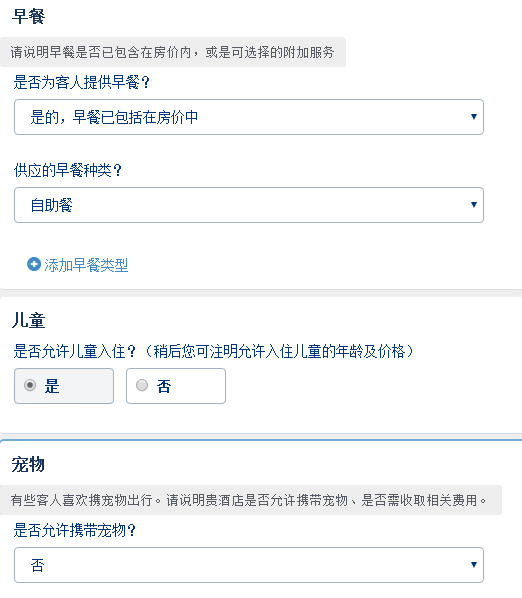 早餐
请说明早餐是否已包含在房价内，或是可选择的附加服务
是否为客人提供早餐？
是的，早餐已包括在房价中
供应的早餐种类？
自助餐
添加早餐类型
儿童
是否允许儿童入住？（稍后您可注明允许入住儿童的年龄及价格）
是
否
宠物
有些客人喜欢携宠物出行。请说明贵酒店是否允许携带宠物、是否需收取相关费用。
是否允许携带宠物？
否